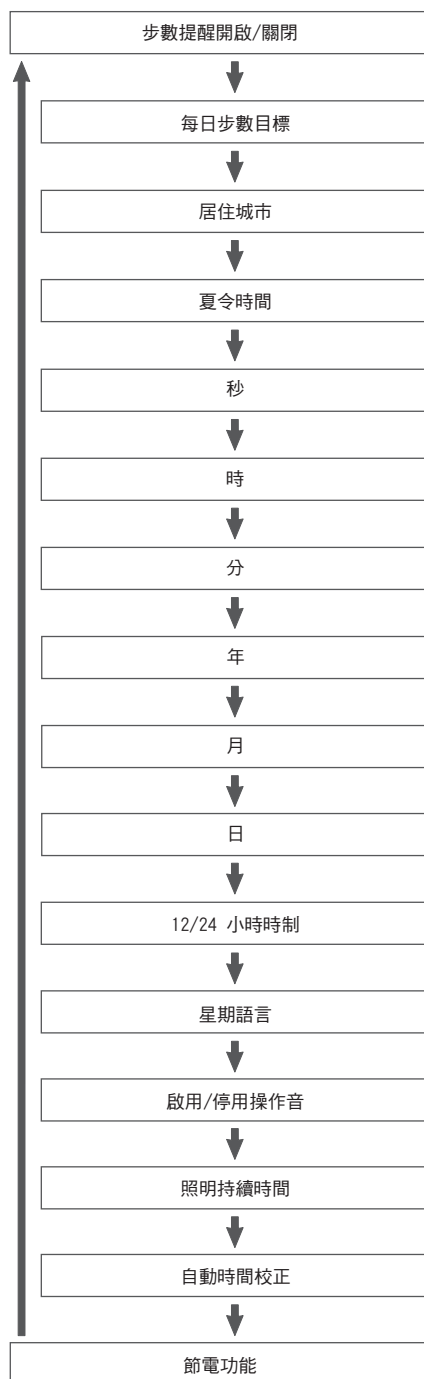 步數提醒開啟/關閉
每日步數目標
居住城市
夏令時間
秒
時
分
年
月
日
12/24 小時時制
星期語言
啟用/停用操作音
照明持續時間
自動時間校正
節電功能